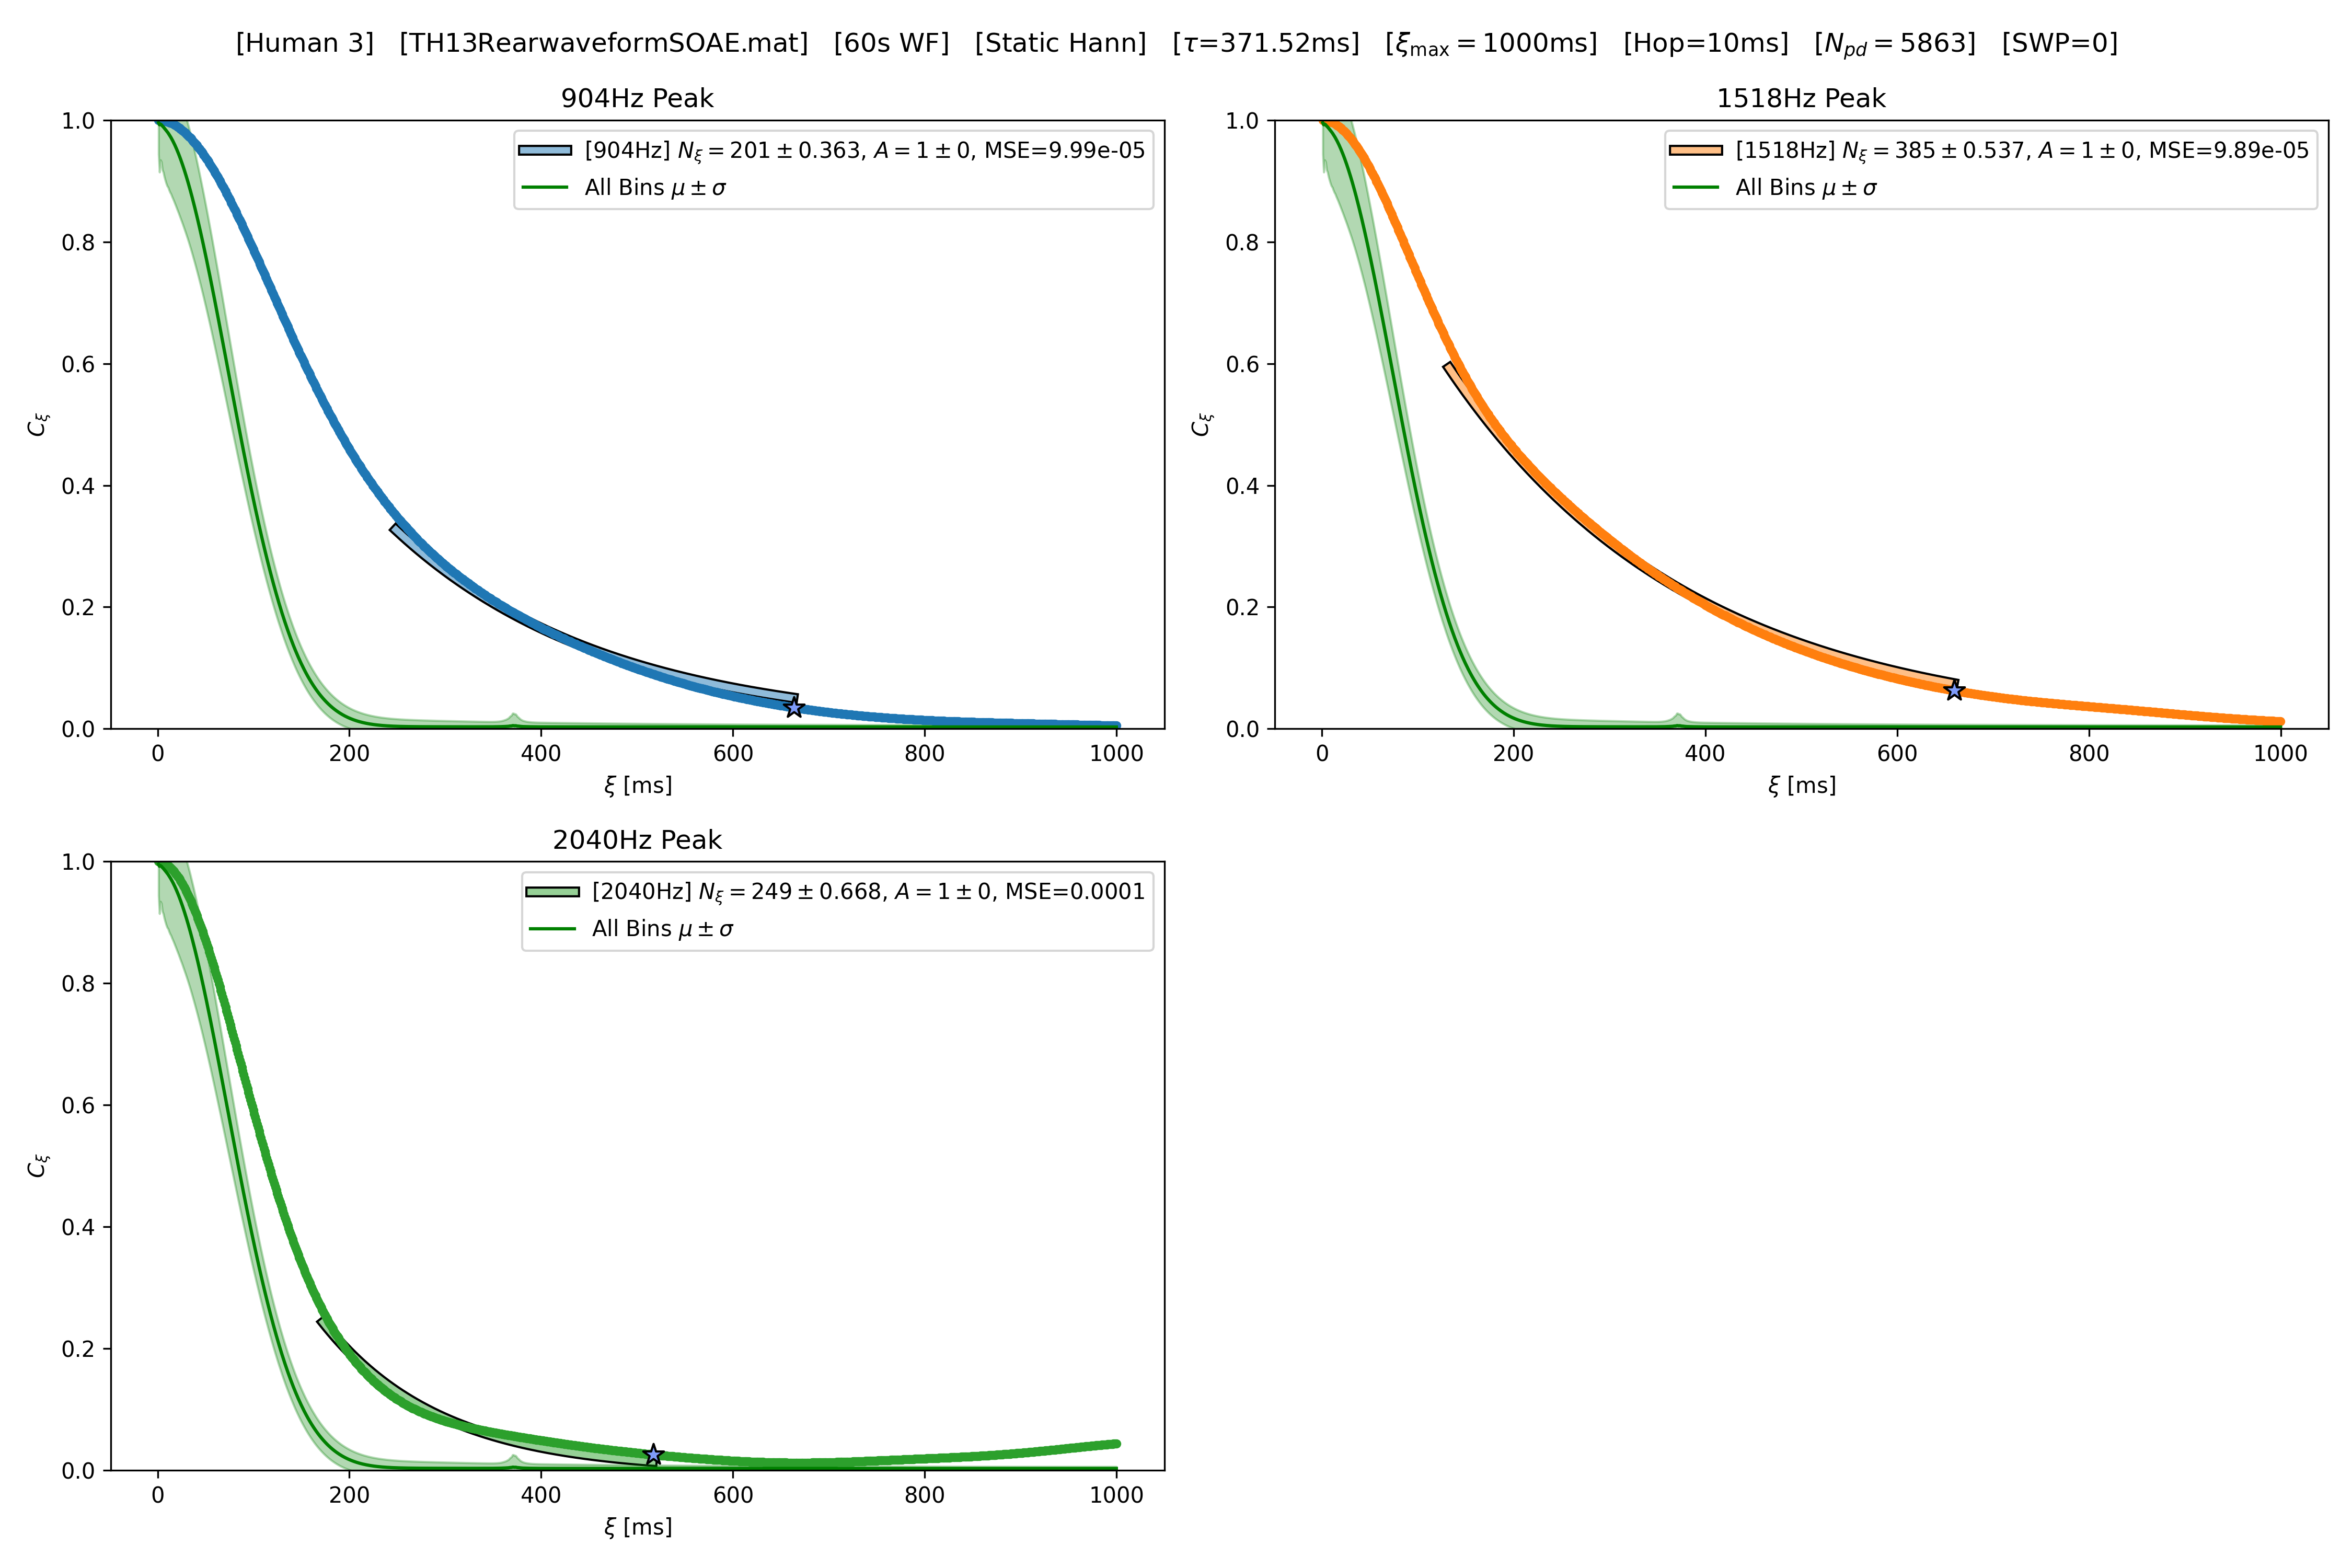 [Human 3] [TH13RearwaveformSOAE.mat] [60s WF] [Static Hann] [τ=371.52ms] [ξmax = 1000ms] [Hop=10ms] [Npd = 5863] [SWP=0]
904Hz Peak
1.0
0.8
0.6
0.4
0.2
0.0
Cξ
[904Hz] Nξ = 201 ± 0.363, A = 1 ± 0, MSE=9.99e-05
All Bins μ ± σ
0 200 400 600 800 1000
ξ [ms]
1518Hz Peak
1.0
0.8
0.6
0.4
0.2
0.0
Cξ
[1518Hz] Nξ = 385 ± 0.537, A = 1 ± 0, MSE=9.89e-05
All Bins μ ± σ
0 200 400 600 800 1000
ξ [ms]
2040Hz Peak
1.0
0.8
0.6
0.4
0.2
0.0
Cξ
[2040Hz] Nξ = 249 ± 0.668, A = 1 ± 0, MSE=0.0001
All Bins μ ± σ
0 200 400 600 800 1000
ξ [ms]